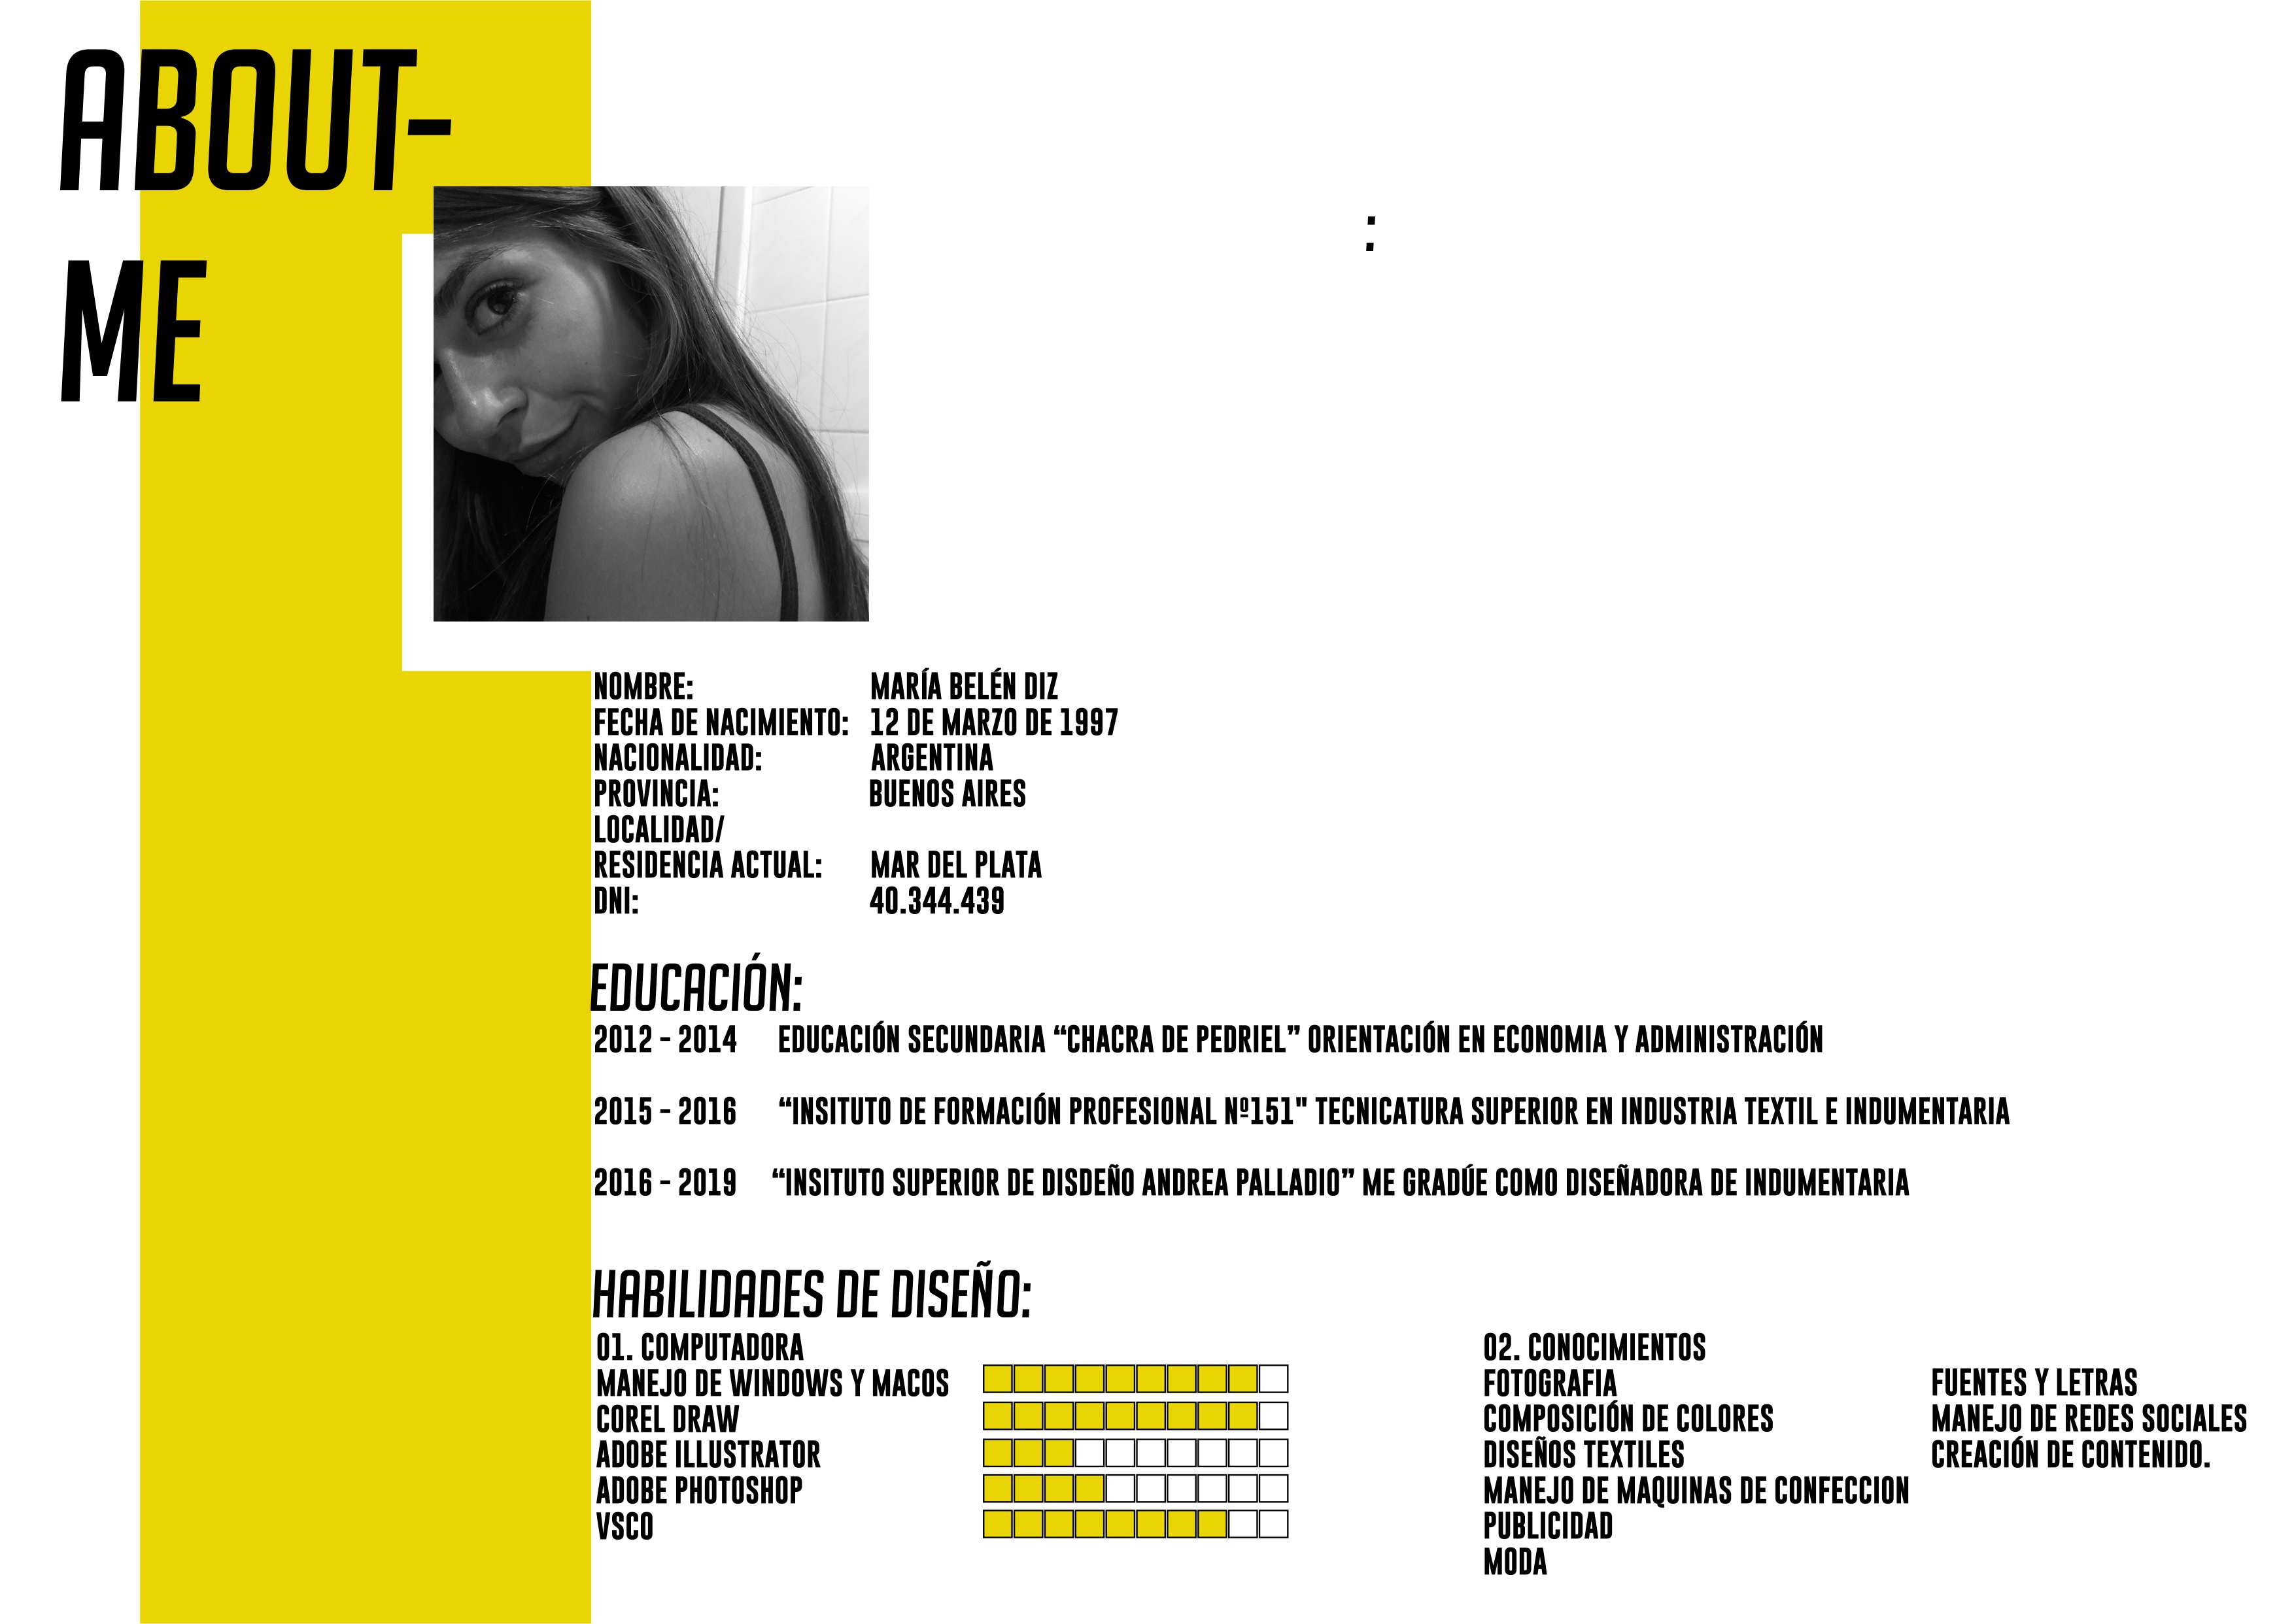 ABOUT-
ME
:
NOMBRE: MARÍA BELÉN DIZ
FECHA DE NACIMIENTO: 12 DE MARZO DE 1997
NACIONALIDAD: ARGENTINA
PROVINCIA: BUENOS AIRES
LOCALIDAD/
RESIDENCIA ACTUAL: MAR DEL PLATA
DNI: 40.344.439
EDUCACIÓN:
2012 - 2014 EDUCACIÓN SECUNDARIA “CHACRA DE PEDRIEL” ORIENTACIÓN EN ECONOMIA Y ADMINISTRACIÓN
2015 - 2016 “INSITUTO DE FORMACIÓN PROFESIONAL Nº151" TECNICATURA SUPERIOR EN INDUSTRIA TEXTIL E INDUMENTARIA
2016 - 2019 “INSITUTO SUPERIOR DE DISDEÑO ANDREA PALLADIO” ME GRADÚE COMO DISEÑADORA DE INDUMENTARIA
HABILIDADES DE DISEÑO:
01. COMPUTADORA
MANEJO DE WINDOWS Y MACOS
COREL DRAW
ADOBE ILLUSTRATOR
ADOBE PHOTOSHOP
VSCO
02. CONOCIMIENTOS
FOTOGRAFIA
COMPOSICIÓN DE COLORES
DISEÑOS TEXTILES
MANEJO DE MAQUINAS DE CONFECCION
PUBLICIDAD
MODA
FUENTES Y LETRAS
MANEJO DE REDES SOCIALES
CREACIÓN DE CONTENIDO.